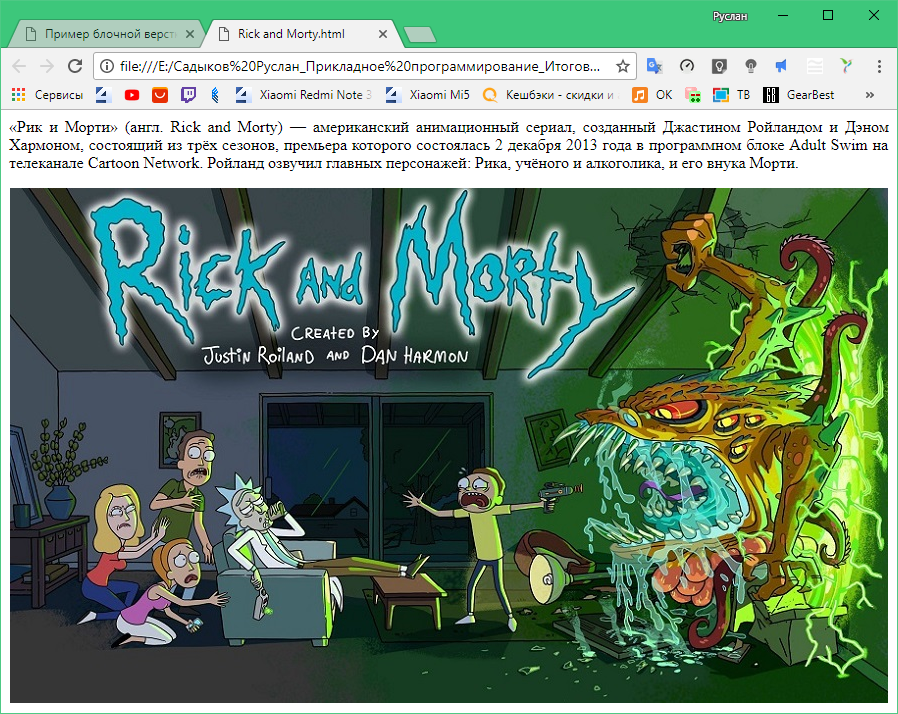 Руслан
Пример блочной верст
Rick and Morty.html
file:///E:/Садыков%20Руслан_Прикладное%20программирование_Итогов...
Сервисы
Xiaomi Redmi Note 3
Xiaomi Mi5
Кешбэки - скидки и
ОК
ТВ
GearBest
»
«Рик и Морти» (англ. Rick and Morty) — американский анимационный сериал, созданный Джастином Ройландом и Дэном
Хармоном, состоящий из трёх сезонов, премьера которого состоялась 2 декабря 2013 года в программном блоке Adult Swim на
телеканале Cartoon Network. Ройланд озвучил главных персонажей: Рика, учёного и алкоголика, и его внука Морти.
Rick and Morty
Created by
Justin Roiland and Dan Harmon